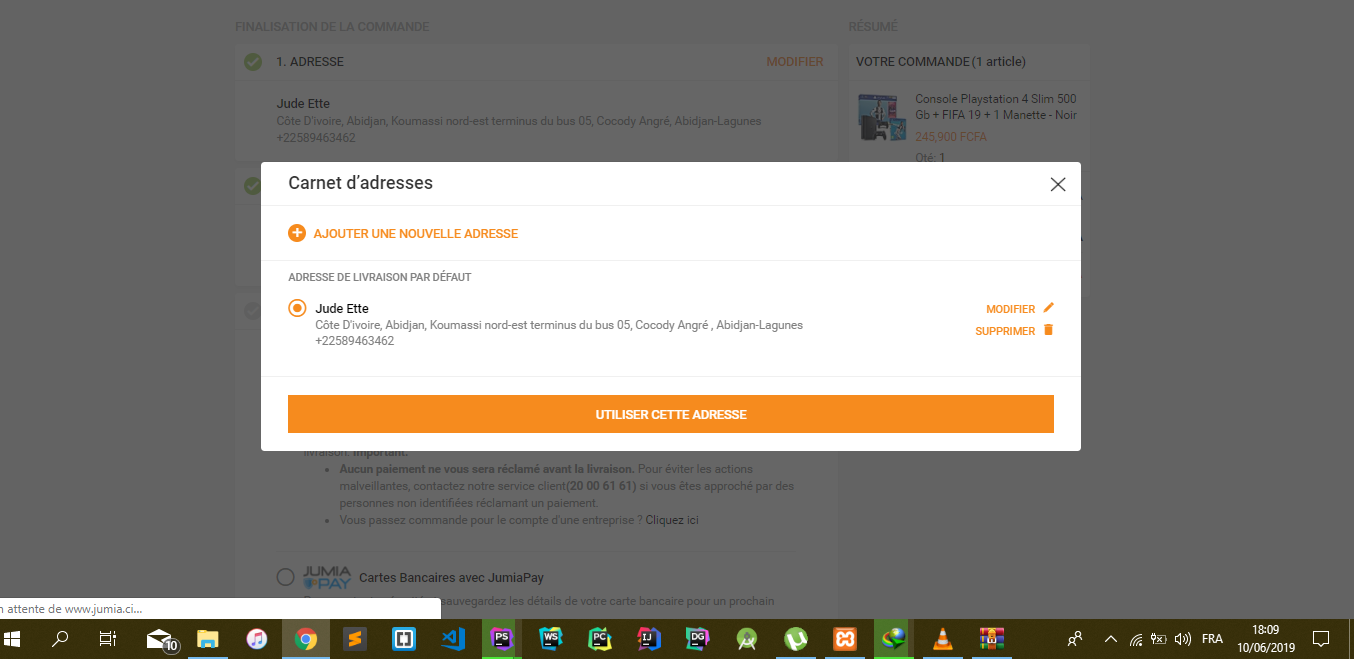 FINALISATION DE LA COMMANDE
RÉSUMÉ
1. ADRESSE
MODIFIER
VOTRE COMMANDE (1 article)
Jude Ette
Côte D'ivoire, Abidjan, Koumassi nord-est terminus du bus 05, Cocody Angré, Abidjan-Lagunes
+22589463462
Console Playstation 4 Slim 500
Gb + FIFA 19 + 1 Manette - Noir
245,900 FCFA
Qté: 1
Carnet d’adresses
AJOUTER UNE NOUVELLE ADRESSE
ADRESSE DE LIVRAISON PAR DÉFAUT
Jude Ette
MODIFIER
Côte D'ivoire, Abidjan, Koumassi nord-est terminus du bus 05, Cocody Angré , Abidjan-Lagunes
SUPPRIMER
+22589463462
UTILISER CETTE ADRESSE
livraison. Important:
Aucun paiement ne vous sera réclamé avant la livraison. Pour éviter les actions
malveillantes, contactez notre service client(20 00 61 61) si vous êtes approché par des
personnes non identifiées réclamant un paiement.
Vous passez commande pour le compte d'une entreprise ? Cliquez ici
JUMIA
PAY
Cartes Bancaires avec JumiaPay
sauvegardez les détails de votre carte bancaire pour un prochain
n attente de www.jumia.ci...
10
PS
WS
PC
IJ
DG
FRA
18:09
10/06/2019